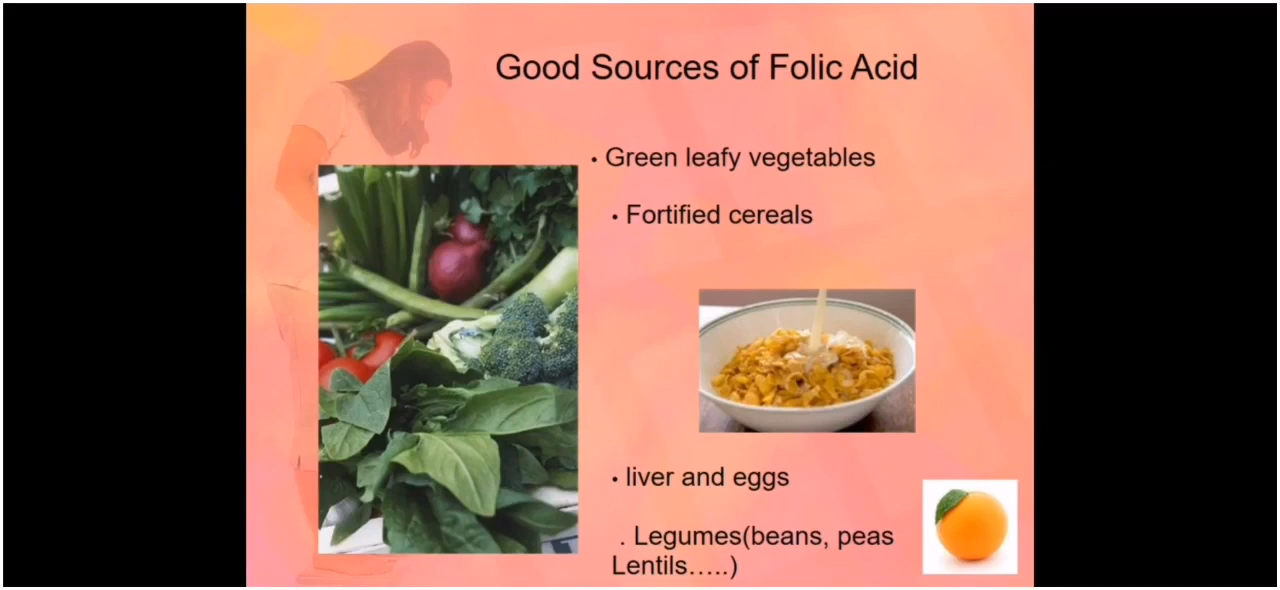 Good Sources of Folic Acid
• Green leafy vegetables
• Fortified cereals
• liver and eggs
. Legumes(beans, peas
Lentils…..)